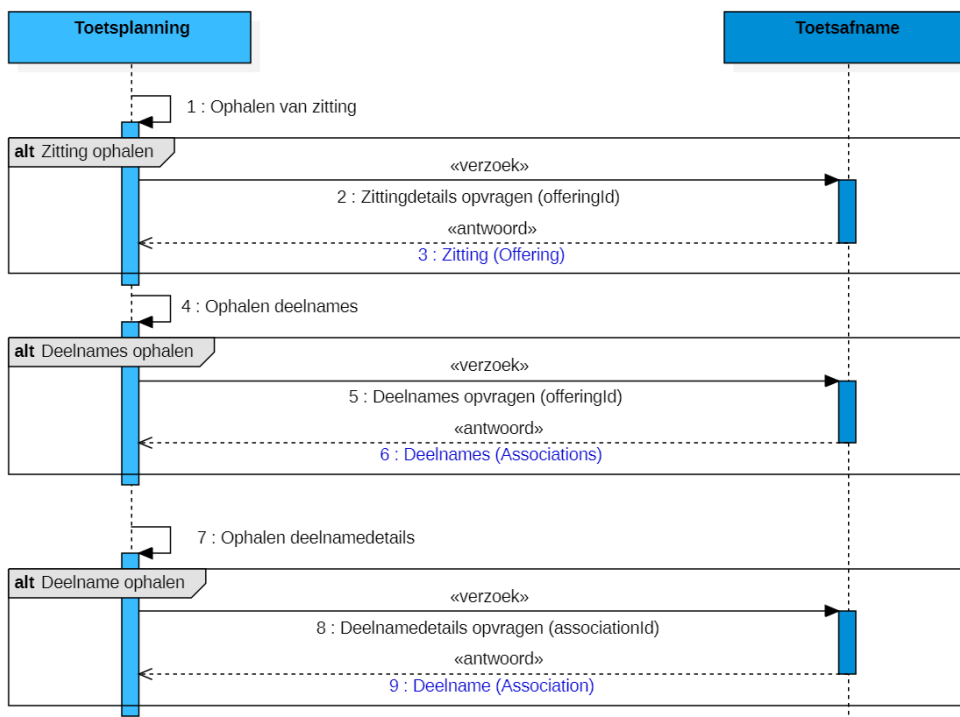 Toetsplanning
Toetsafname
1 : Ophalen van zitting
alt Zitting ophalen
«verzoek»
2 : Zittingdetails opvragen (offeringId)
«antwoord»
3 : Zitting (Offering)
4 : Ophalen deelnames
alt Deelnames ophalen
«verzoek»
5 : Deelnames opvragen (offeringId)
«antwoord»
6 : Deelnames (Associations)
7 : Ophalen deelnamedetails
alt Deelname ophalen
«verzoek»
8 : Deelnamedetails opvragen (associationId)
«antwoord»
9 : Deelname (Association)